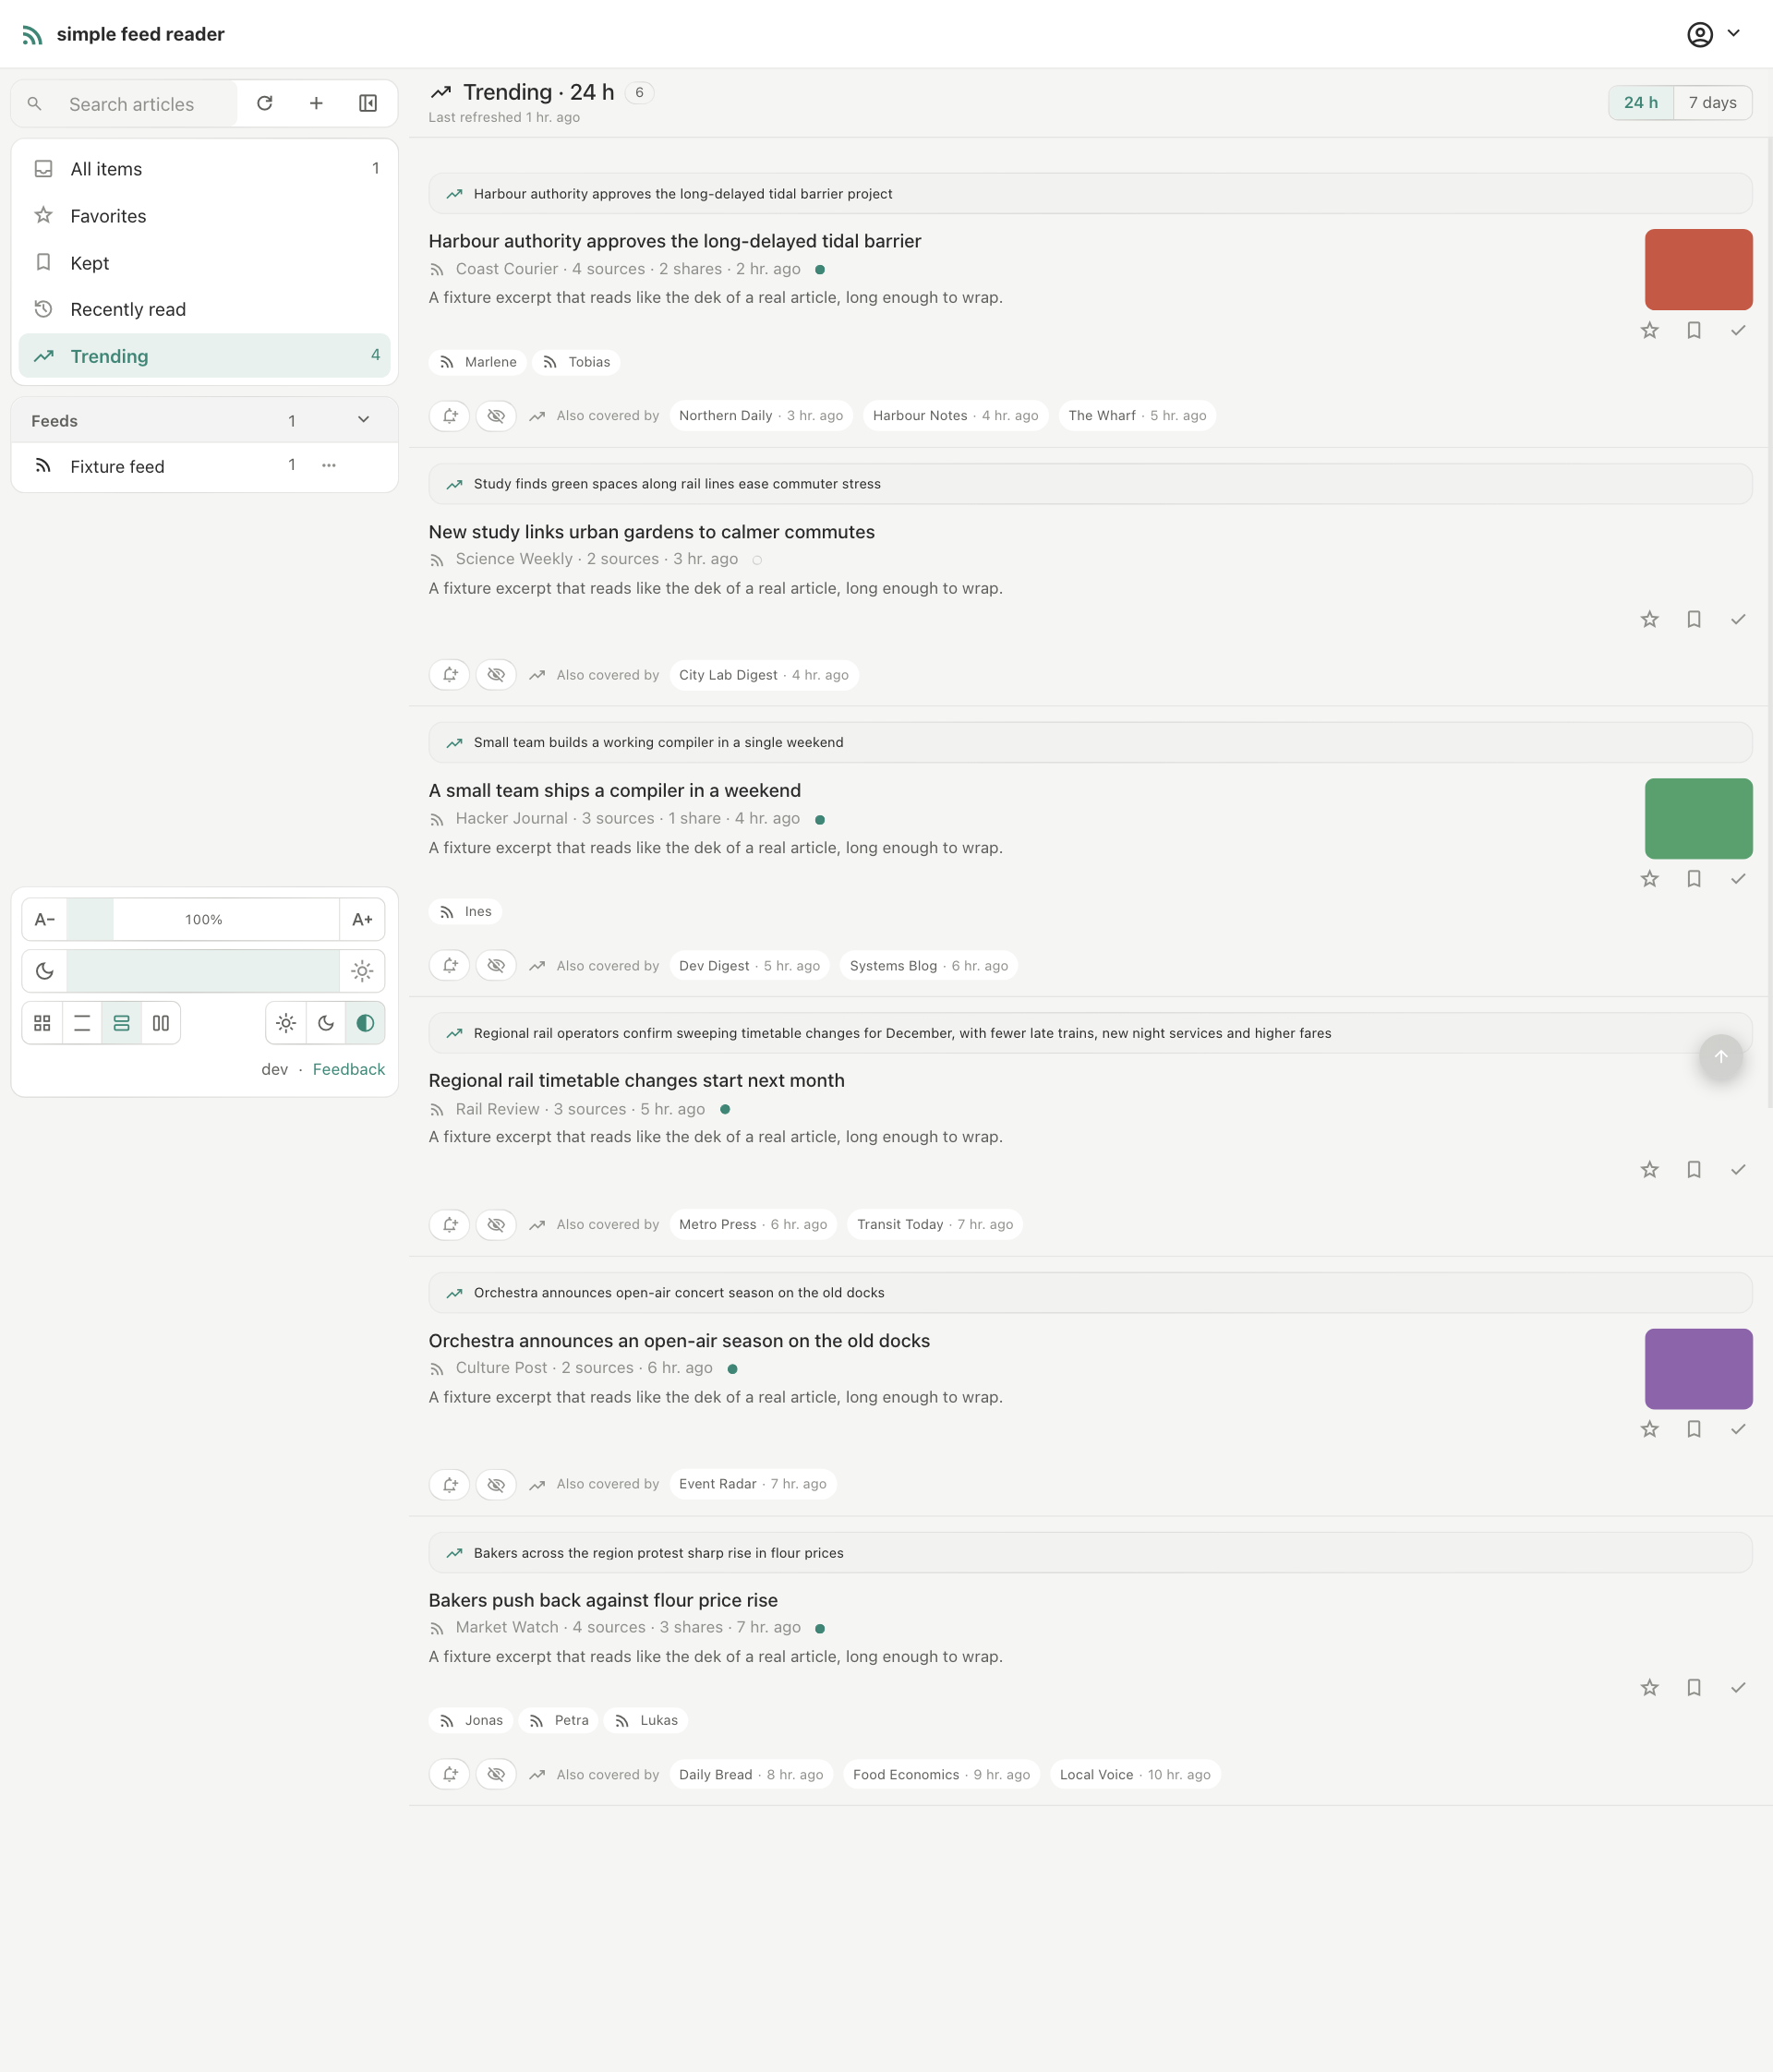 simple feed reader
Search articles
All items 1
Favorites
Kept
Recently read
Trending 4
Feeds 1
Fixture feed 1
A− 100% A+
dev · Feedback
Trending · 24 h 6
Last refreshed 1 hr. ago
24 h 7 days
Harbour authority approves the long-delayed tidal barrier project
Harbour authority approves the long-delayed tidal barrier
Coast Courier · 4 sources · 2 shares · 2 hr. ago
A fixture excerpt that reads like the dek of a real article, long enough to wrap.
Marlene Tobias
Also covered by Northern Daily · 3 hr. ago Harbour Notes · 4 hr. ago The Wharf · 5 hr. ago
Study finds green spaces along rail lines ease commuter stress
New study links urban gardens to calmer commutes
Science Weekly · 2 sources · 3 hr. ago
A fixture excerpt that reads like the dek of a real article, long enough to wrap.
Also covered by City Lab Digest · 4 hr. ago
Small team builds a working compiler in a single weekend
A small team ships a compiler in a weekend
Hacker Journal · 3 sources · 1 share · 4 hr. ago
A fixture excerpt that reads like the dek of a real article, long enough to wrap.
Ines
Also covered by Dev Digest · 5 hr. ago Systems Blog · 6 hr. ago
Regional rail operators confirm sweeping timetable changes for December, with fewer late trains, new night services and higher fares
Regional rail timetable changes start next month
Rail Review · 3 sources · 5 hr. ago
A fixture excerpt that reads like the dek of a real article, long enough to wrap.
Also covered by Metro Press · 6 hr. ago Transit Today · 7 hr. ago
Orchestra announces open-air concert season on the old docks
Orchestra announces an open-air season on the old docks
Culture Post · 2 sources · 6 hr. ago
A fixture excerpt that reads like the dek of a real article, long enough to wrap.
Also covered by Event Radar · 7 hr. ago
Bakers across the region protest sharp rise in flour prices
Bakers push back against flour price rise
Market Watch · 4 sources · 3 shares · 7 hr. ago
A fixture excerpt that reads like the dek of a real article, long enough to wrap.
Jonas Petra Lukas
Also covered by Daily Bread · 8 hr. ago Food Economics · 9 hr. ago Local Voice · 10 hr. ago